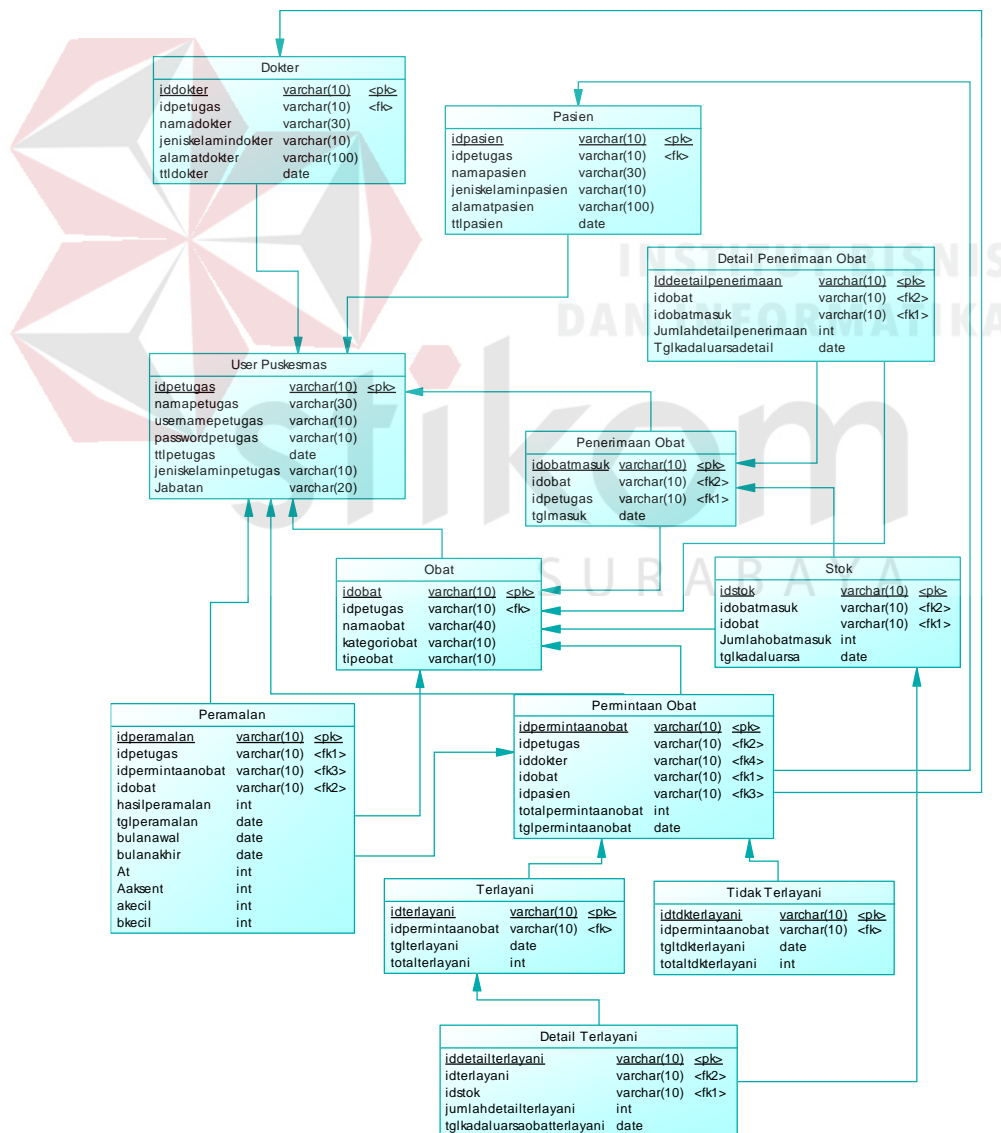 Dokter
iddokter varchar(10) <pk>
idpetugas varchar(10) <fk>
namadokter varchar(30)
jeniskelamindokter varchar(10)
alamatdokter varchar(100)
ttldokter date
Pasien
idpasien varchar(10) <pk>
idpetugas varchar(10) <fk>
namapasien varchar(30)
jeniskelaminpasien varchar(10)
alamatpasien varchar(100)
ttlpasien date
INSTITUT BISNIS
DAN INFORMATIKA
stikom
SURABAYA
Detail Penerimaan Obat
Iddeetailpenerimaan varchar(10) <pk>
idobat varchar(10) <fk2>
idobatmasuk varchar(10) <fk1>
Jumlahdetailpenerimaan int
Tglkadaluarsadetail date
User Puskesmas
idpetugas varchar(10) <pk>
namapetugas varchar(30)
usernamepetugas varchar(10)
passwordpetugas varchar(10)
ttlpetugas date
jeniskelaminpetugas varchar(10)
Jabatan varchar(20)
Penerimaan Obat
idobatmasuk varchar(10) <pk>
idobat varchar(10) <fk2>
idpetugas varchar(10) <fk1>
tglmasuk date
Obat
idobat varchar(10) <pk>
idpetugas varchar(10) <fk>
namaobat varchar(40)
kategoriobat varchar(10)
tipeobat varchar(10)
Stok
idstok varchar(10) <pk>
idobatmasuk varchar(10) <fk2>
idobat varchar(10) <fk1>
Jumlahobatmasuk int
tglkadaluarsa date
Peramalan
idperamalan varchar(10) <pk>
idpetugas varchar(10) <fk1>
idpermintaanobat varchar(10) <fk3>
idobat varchar(10) <fk2>
hasilperamalan int
tglperamalan date
bulanawal date
bulanakhir date
At int
Aaksent int
akecil int
bkecil int
Permintaan Obat
idpermintaanobat varchar(10) <pk>
idpetugas varchar(10) <fk2>
iddokter varchar(10) <fk4>
idobat varchar(10) <fk1>
idpasien varchar(10) <fk3>
totalpermintaanobat int
tglpermintaanobat date
Terlayani
idterlayani varchar(10) <pk>
idpermintaanobat varchar(10) <fk>
tglterlayani date
totalterlayani int
Tidak Terlayani
idtdkterlayani varchar(10) <pk>
idpermintaanobat varchar(10) <fk>
tgltdkterlayani date
totaltdkterlayani int
Detail Terlayani
iddetailterlayani varchar(10) <pk>
idterlayani varchar(10) <fk2>
idstok varchar(10) <fk1>
jumlahdetailterlayani int
tglkadaluarsaobatterlayani date